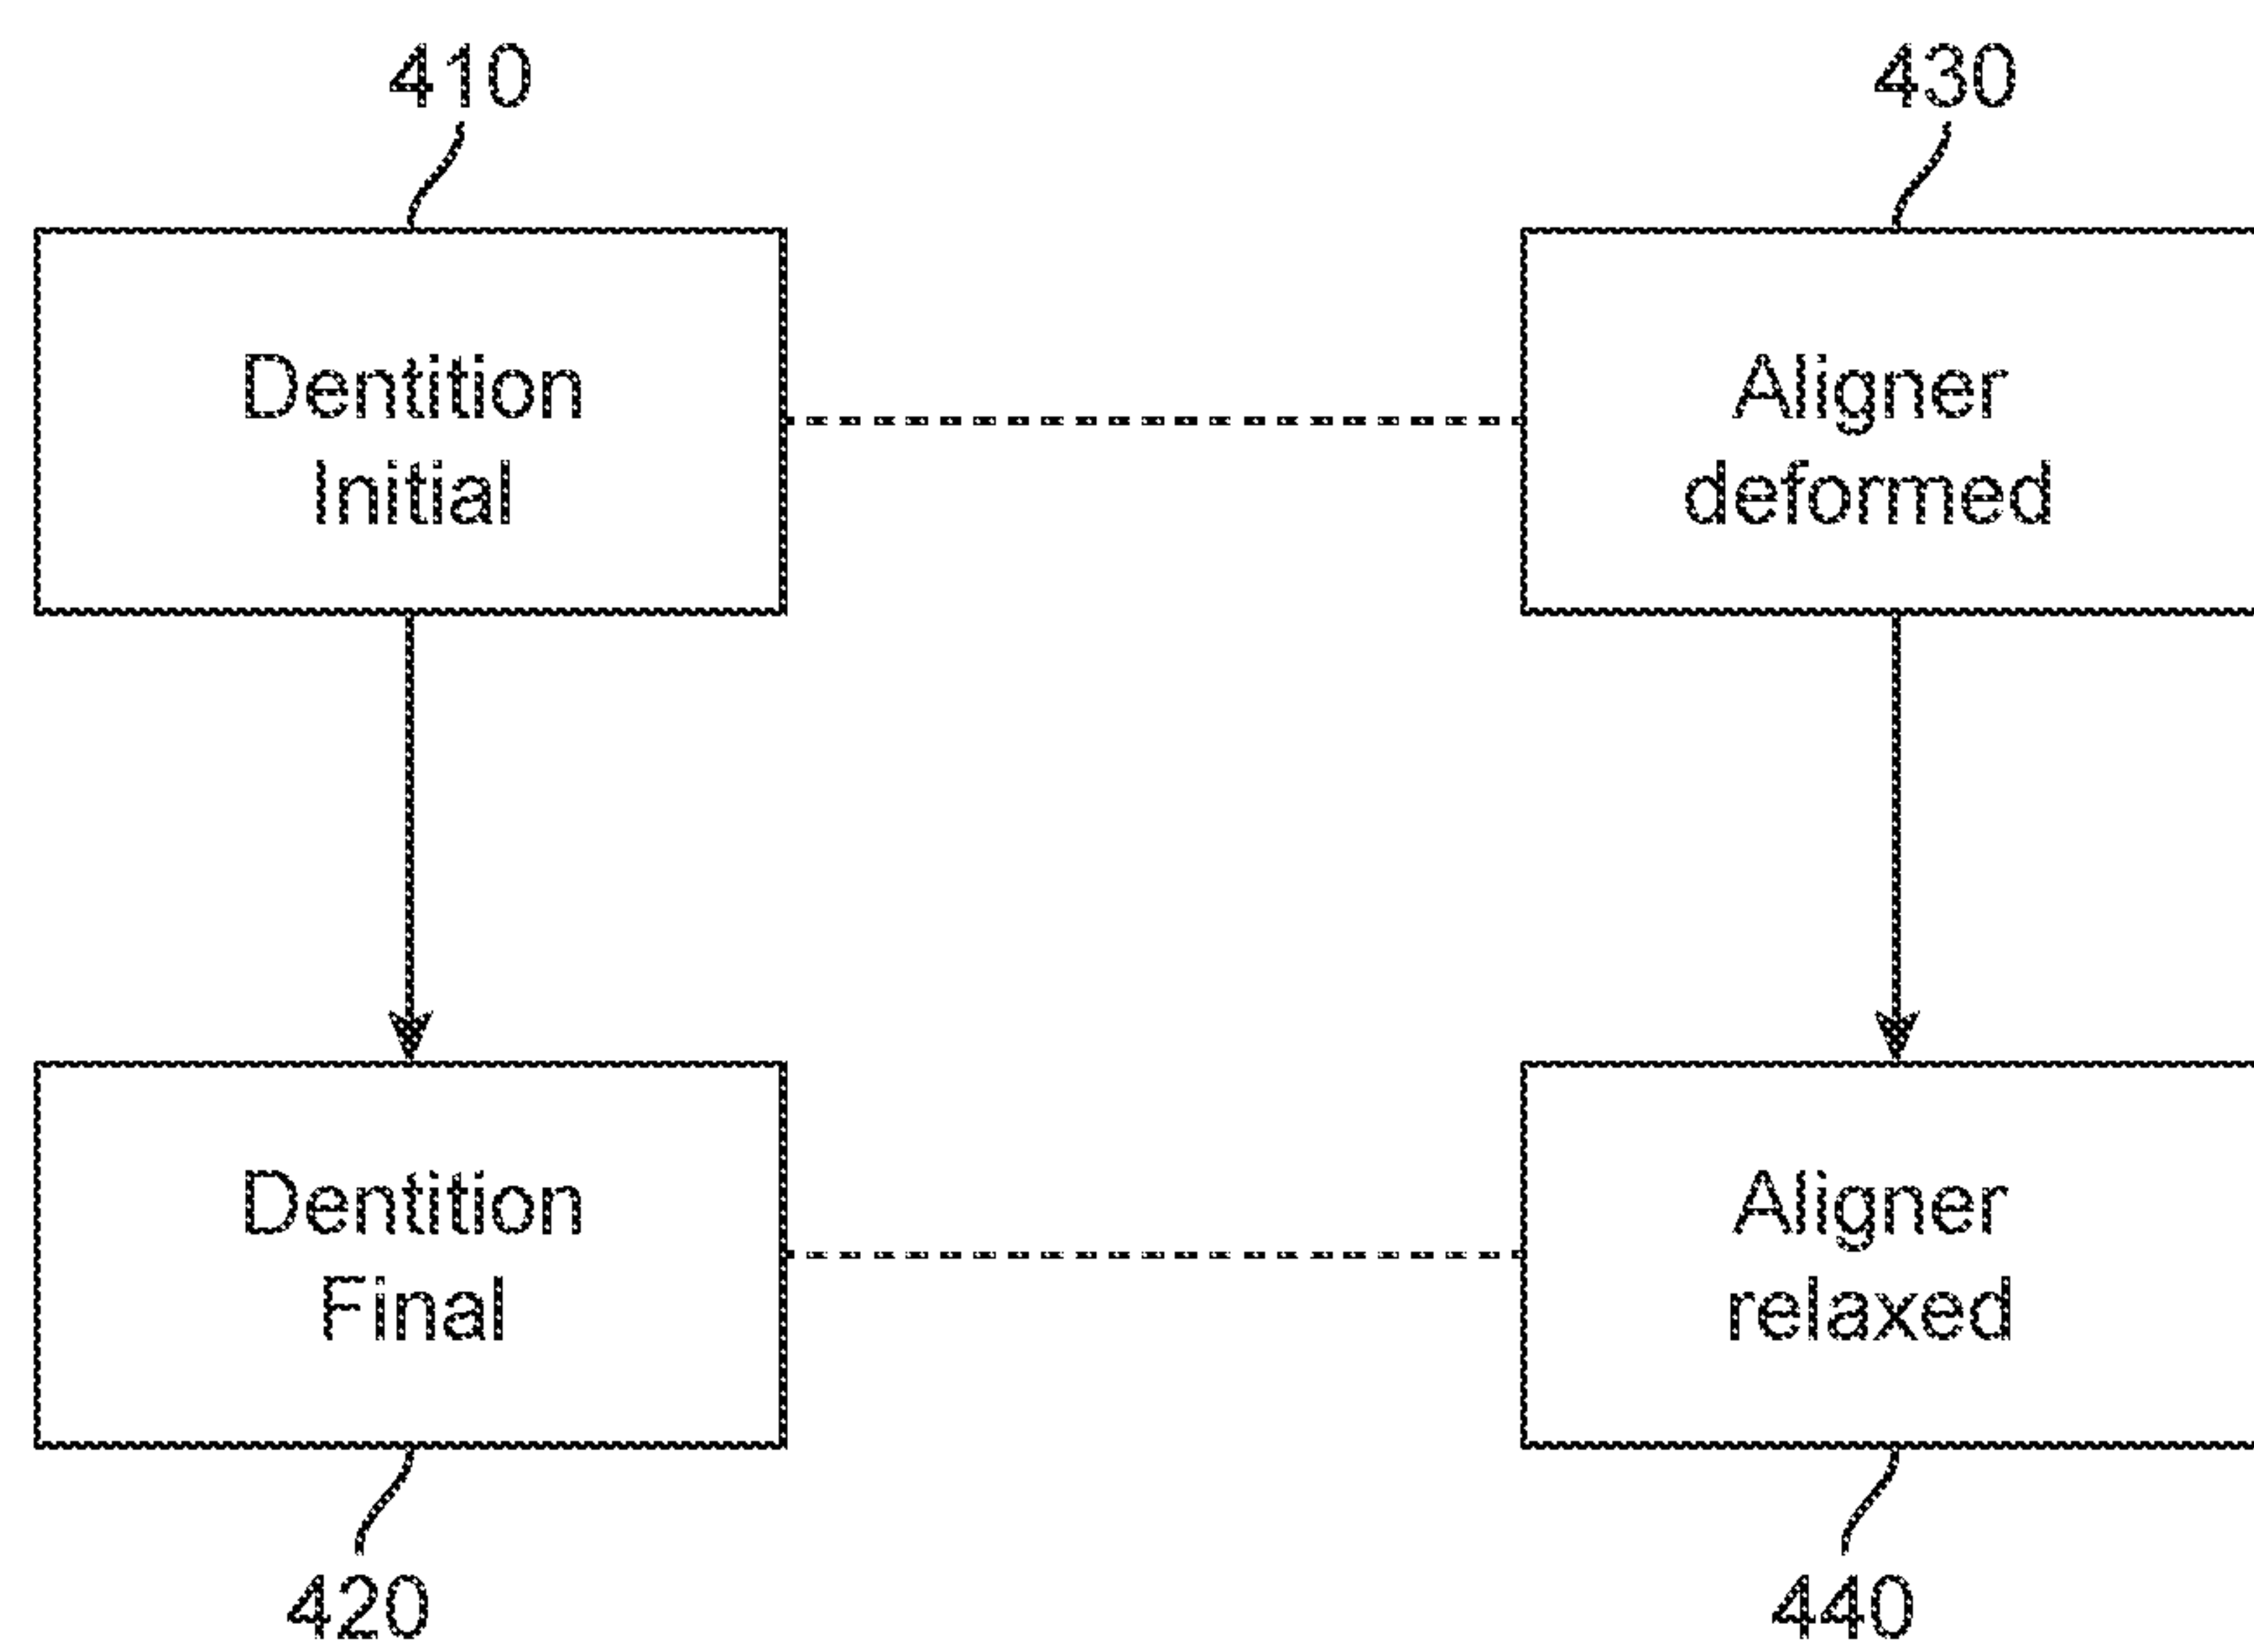 410
430
Dentition
Initial
Aligner
deformed
Dentition
Final
Aligner
relaxed
420
440